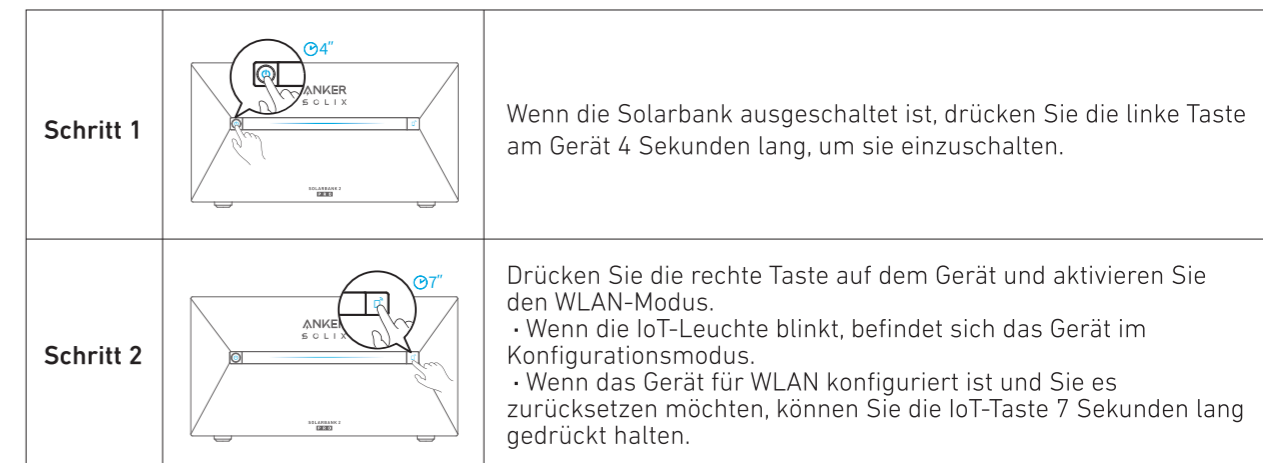 Schritt 1
4"
ANKER
SOLIX
SOLARBANK 2
PRO
Wenn die Solarbank ausgeschaltet ist, drücken Sie die linke Taste
am Gerät 4 Sekunden lang, um sie einzuschalten.
Schritt 2
7"
ANKE
SOLIX
SOLARBANK 2
PRO
Drücken Sie die rechte Taste auf dem Gerät und aktivieren Sie
den WLAN-Modus.
· Wenn die IoT-Leuchte blinkt, befindet sich das Gerät im
Konfigurationsmodus.
· Wenn das Gerät für WLAN konfiguriert ist und Sie es
zurücksetzen möchten, können Sie die IoT-Taste 7 Sekunden lang
gedrückt halten.